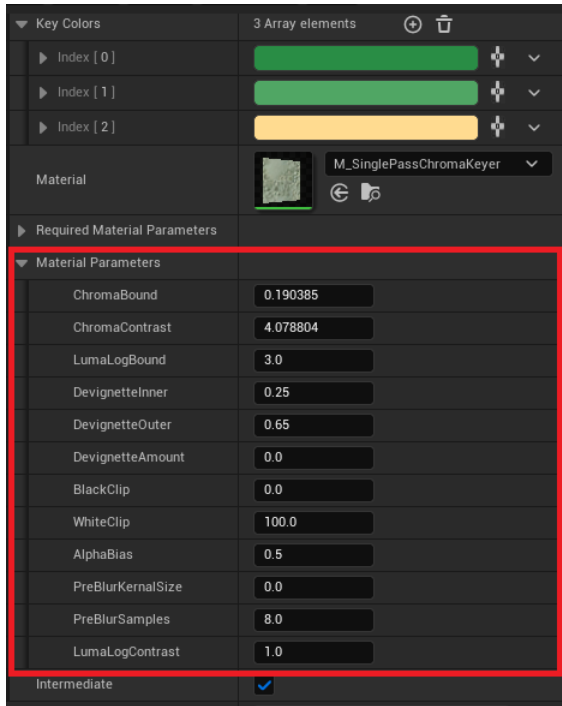 Key Colors 3 Array elements
Index [ 0 ]
Index [ 1 ]
Index [ 2 ]
Material M_SinglePassChromaKeyer
Required Material Parameters
Material Parameters
ChromaBound 0.190385
ChromaContrast 4.078804
LumaLogBound 3.0
DevignetteInner 0.25
DevignetteOuter 0.65
DevignetteAmount 0.0
BlackClip 0.0
WhiteClip 100.0
AlphaBias 0.5
PreBlurKernalSize 0.0
PreBlurSamples 8.0
LumaLogContrast 1.0
Intermediate